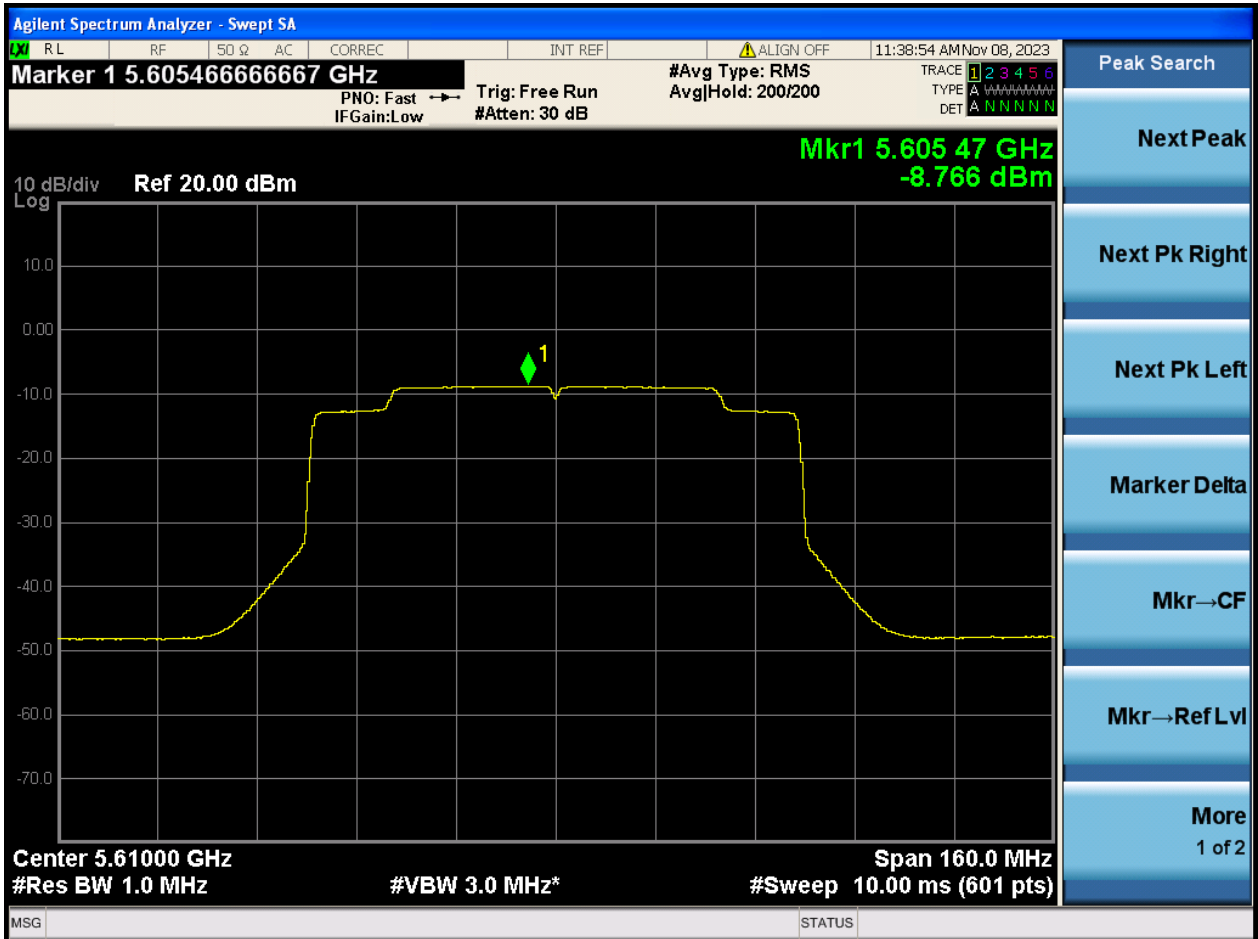 Agilent Spectrum Analyzer - Swept SA
LXI RL RF 50 Ω AC CORREC INT REF ALIGN OFF 11:38:54 AM Nov 08, 2023
Marker 1 5.605466666667 GHz
PNO: Fast
IFGain:Low
Trig: Free Run
#Atten: 30 dB
#Avg Type: RMS
Avg|Hold: 200/200
TRACE 1 2 3 4 5 6
TYPE A WWWWWW
DET A N N N N N
Mkr1 5.605 47 GHz
-8.766 dBm
10 dB/div Ref 20.00 dBm
Log
10.0
0.00
-10.0
-20.0
-30.0
-40.0
-50.0
-60.0
-70.0
1
Center 5.61000 GHz Span 160.0 MHz
#Res BW 1.0 MHz #VBW 3.0 MHz* #Sweep 10.00 ms (601 pts)
MSG STATUS
Peak Search
Next Peak
Next Pk Right
Next Pk Left
Marker Delta
Mkr→CF
Mkr→Ref Lvl
More
1 of 2